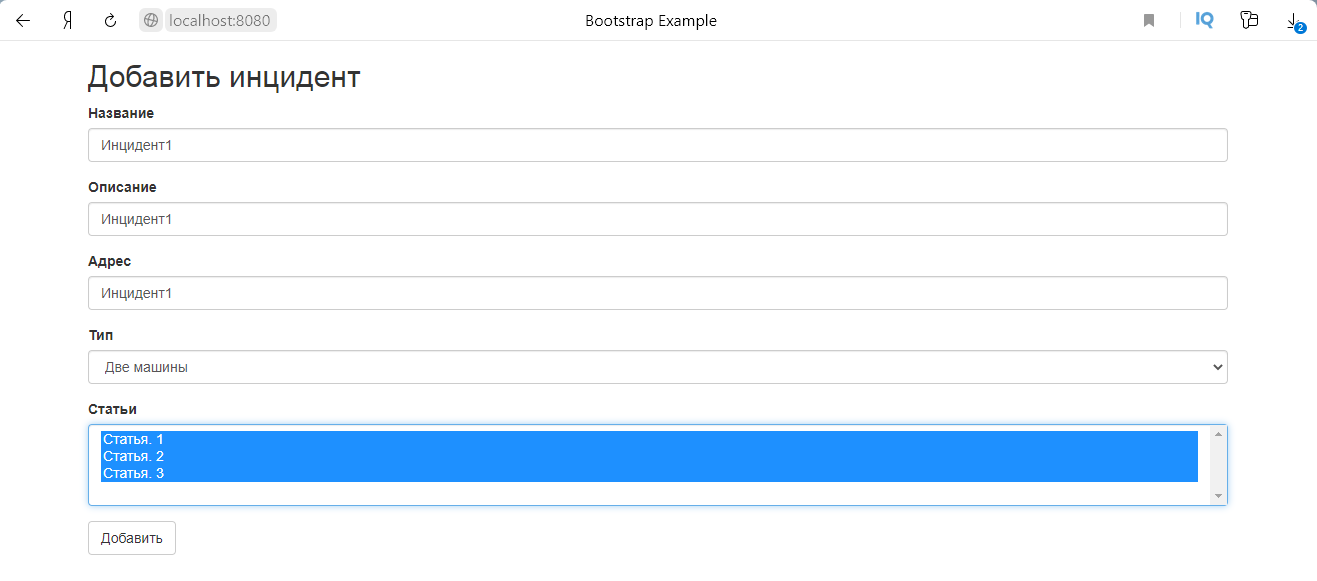 Я localhost:8080 Bootstrap Example IQ 2
Добавить инцидент
Название
Инцидент1
Описание
Инцидент1
Адрес
Инцидент1
Тип
Две машины
Статьи
Статья. 1
Статья. 2
Статья. 3
Добавить